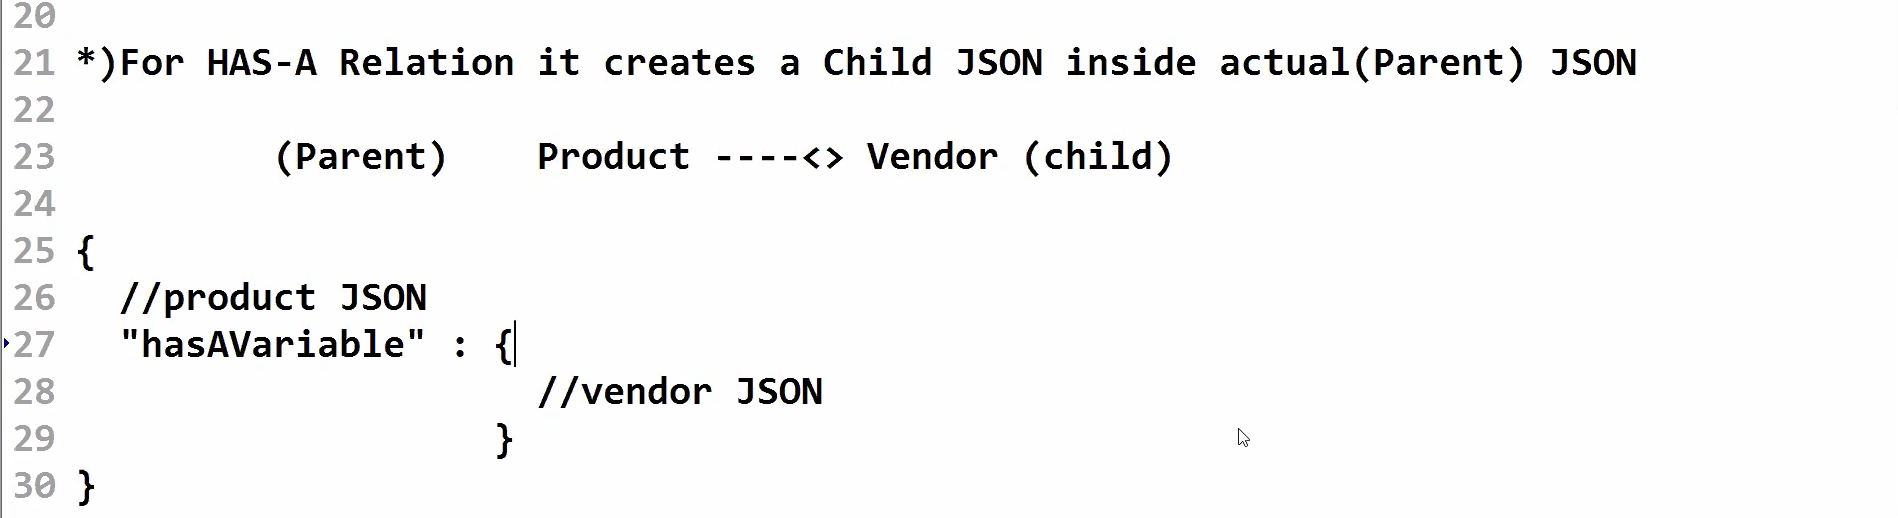 20
21 *)For HAS-A Relation it creates a Child JSON inside actual(Parent) JSON
22
23 (Parent) Product ----<> Vendor (child)
24
25 {
26 //product JSON
27 "hasAVariable" : {
28 //vendor JSON
29 }
30 }